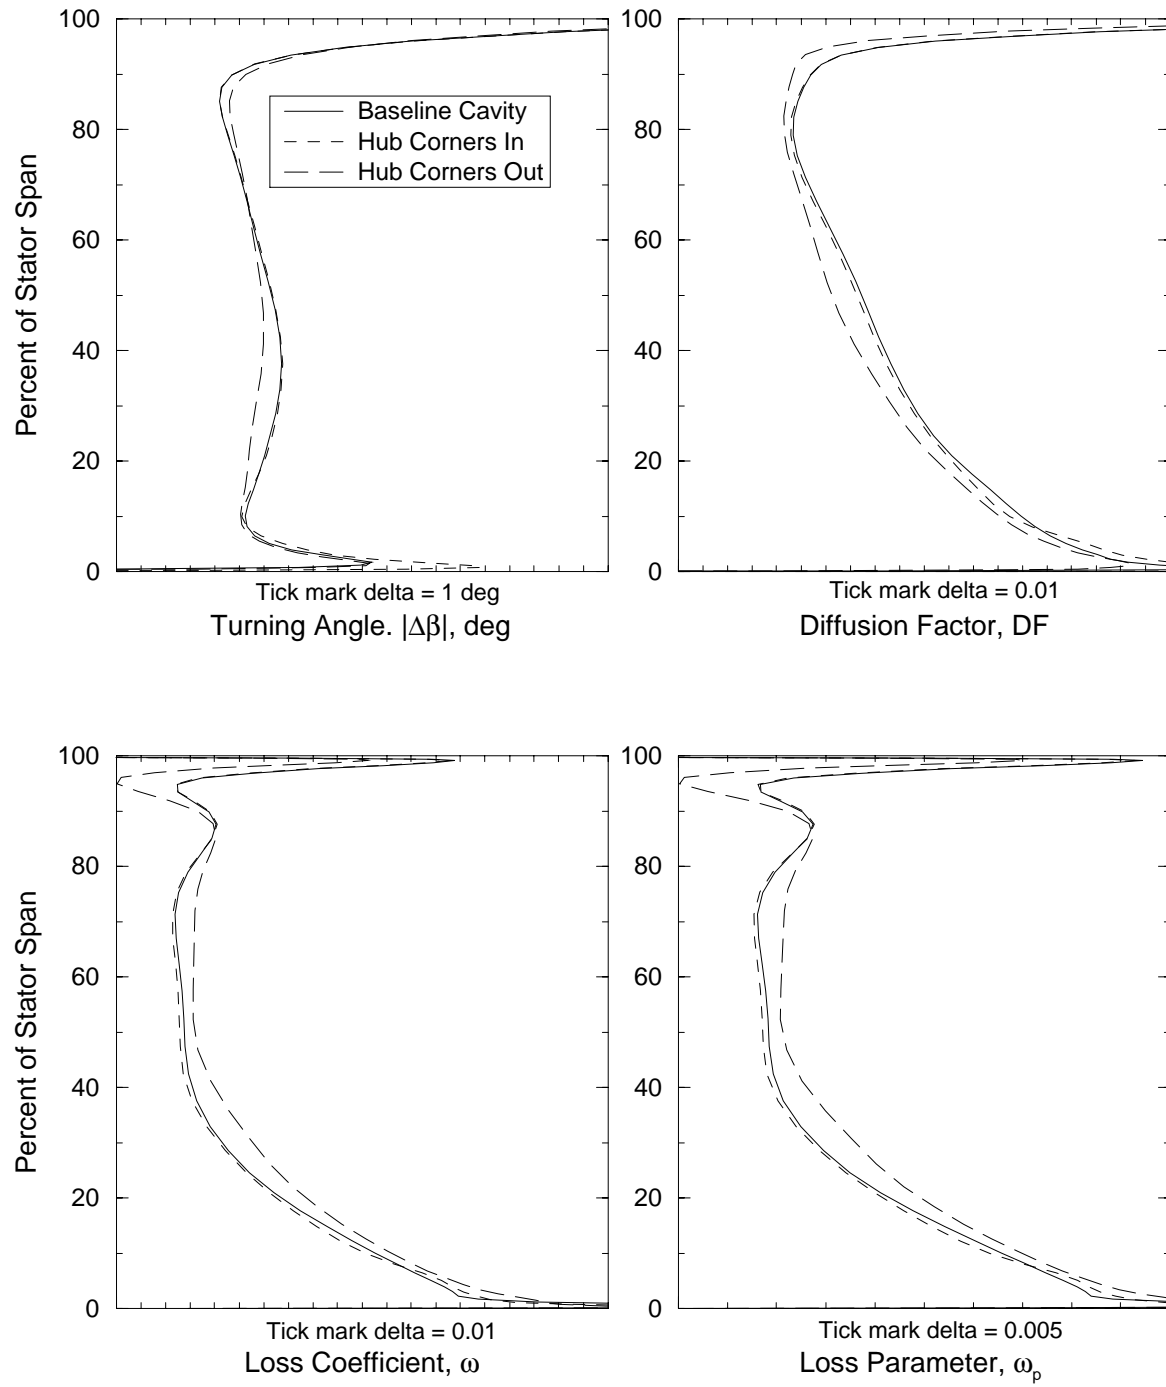 100
80
60
40
20
0
Percent of Stator Span
Baseline Cavity
Hub Corners In
Hub Corners Out
Tick mark delta = 1 deg
Turning Angle. |Δβ|, deg
Tick mark delta = 0.01
Diffusion Factor, DF
100
80
60
40
20
0
Percent of Stator Span
Tick mark delta = 0.01
Loss Coefficient, ω
100
80
60
40
20
0
Tick mark delta = 0.005
Loss Parameter, ωp
100
80
60
40
20
0